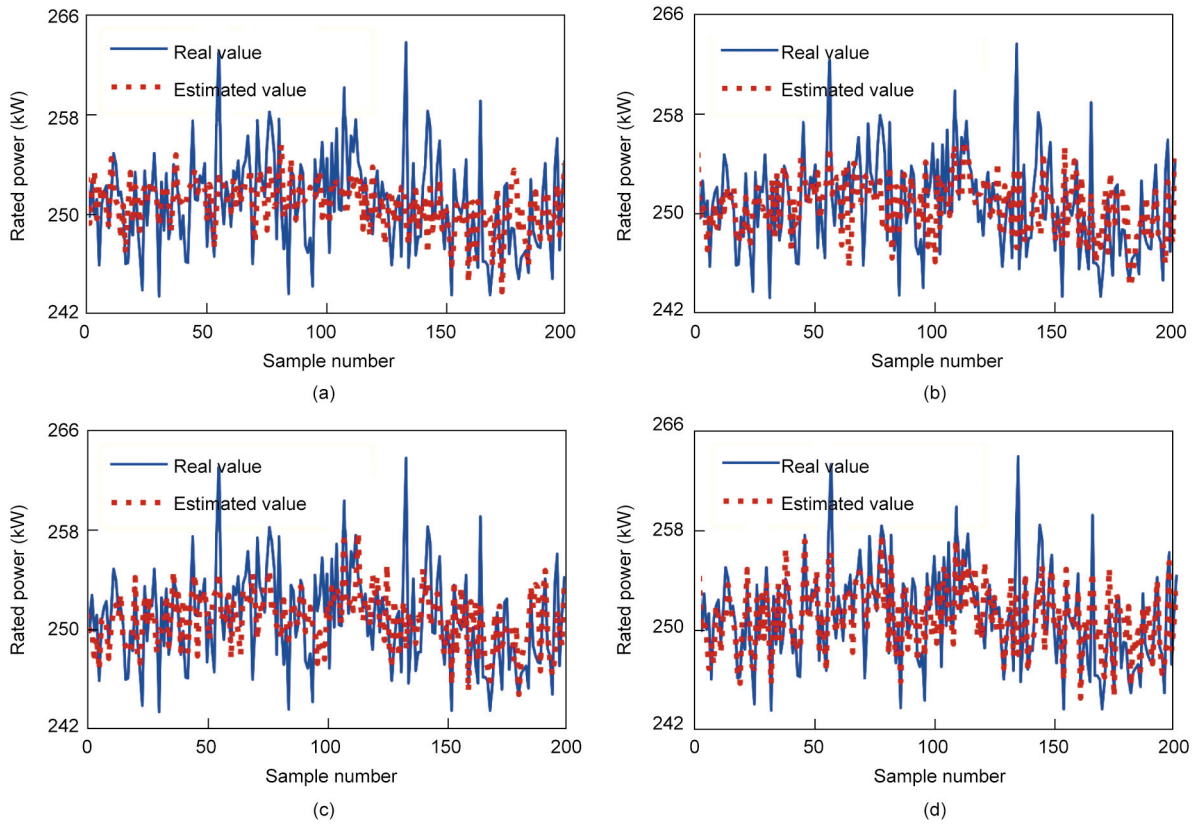 266
Real value
Estimated value
258
250
242
Rated power (kW)
0 50 100 150 200
Sample number
(a)
266
Real value
Estimated value
258
250
242
Rated power (kW)
0 50 100 150 200
Sample number
(b)
266
Real value
Estimated value
258
250
242
Rated power (kW)
0 50 100 150 200
Sample number
(c)
266
Real value
Estimated value
258
250
242
Rated power (kW)
0 50 100 150 200
Sample number
(d)